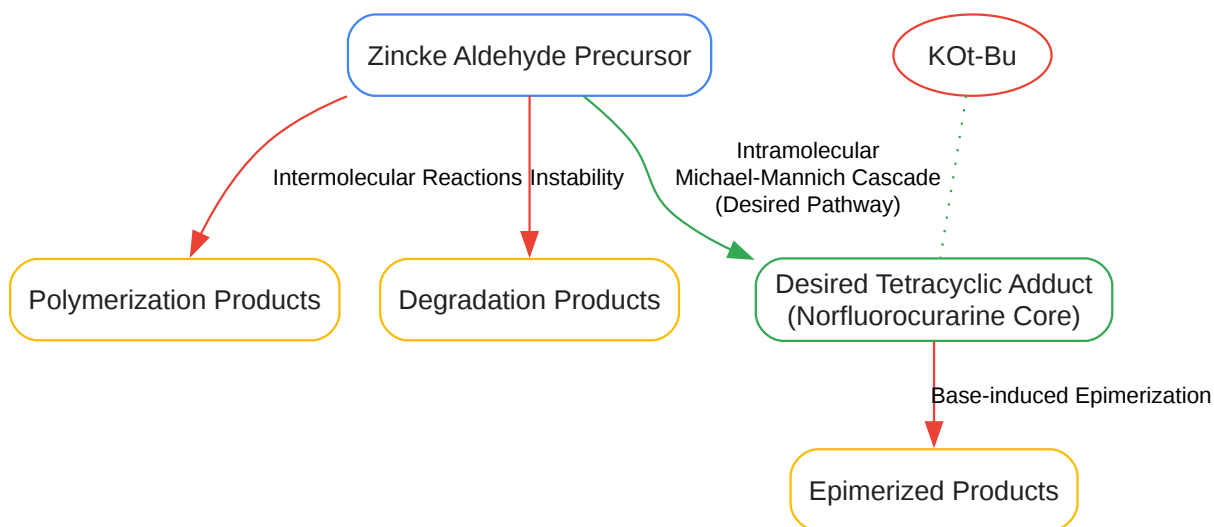 Zincke Aldehyde Precursor
KOt-Bu
Intermolecular Reactions
Instability
Intramolecular
Michael-Mannich Cascade
(Desired Pathway)
Polymerization Products
Degradation Products
Desired Tetracyclic Adduct
(Norfluorocurarine Core)
Base-induced Epimerization
Epimerized Products